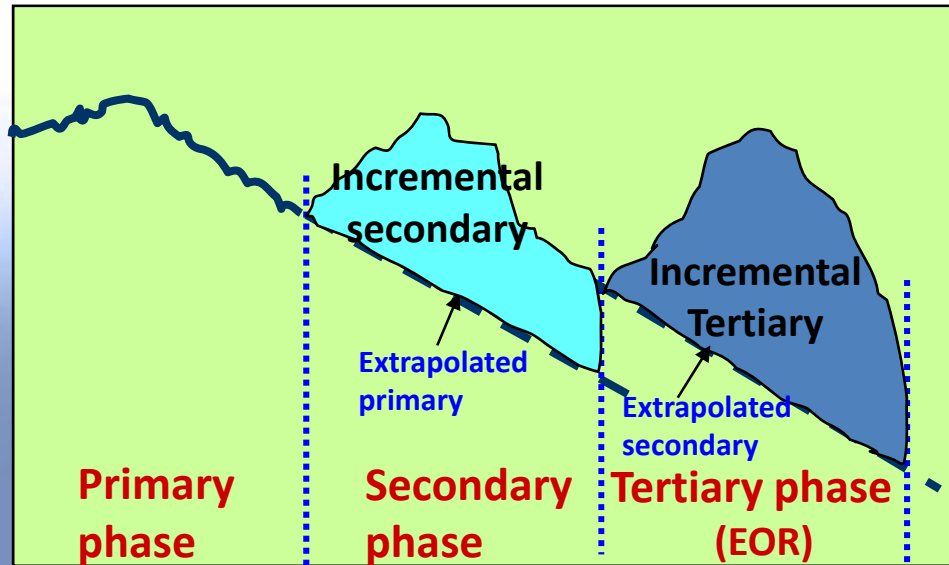 Incremental
secondary
Incremental
Tertiary
Extrapolated
primary
Extrapolated
secondary
Primary
phase
Secondary
phase
Tertiary phase
(EOR)